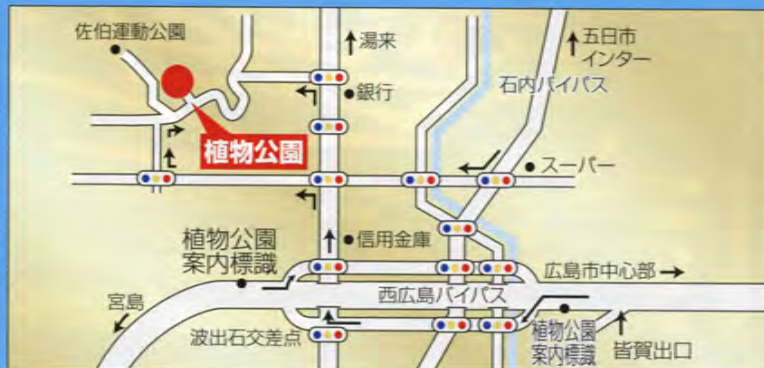 佐伯運動公園
湯来
五日市
インター
石内バイパス
銀行
植物公園
スーパー
植物公園
案内標識
信用金庫
広島市中心部
宮島
西広島バイパス
波出石交差点
植物公園
案内標識
皆賀出口